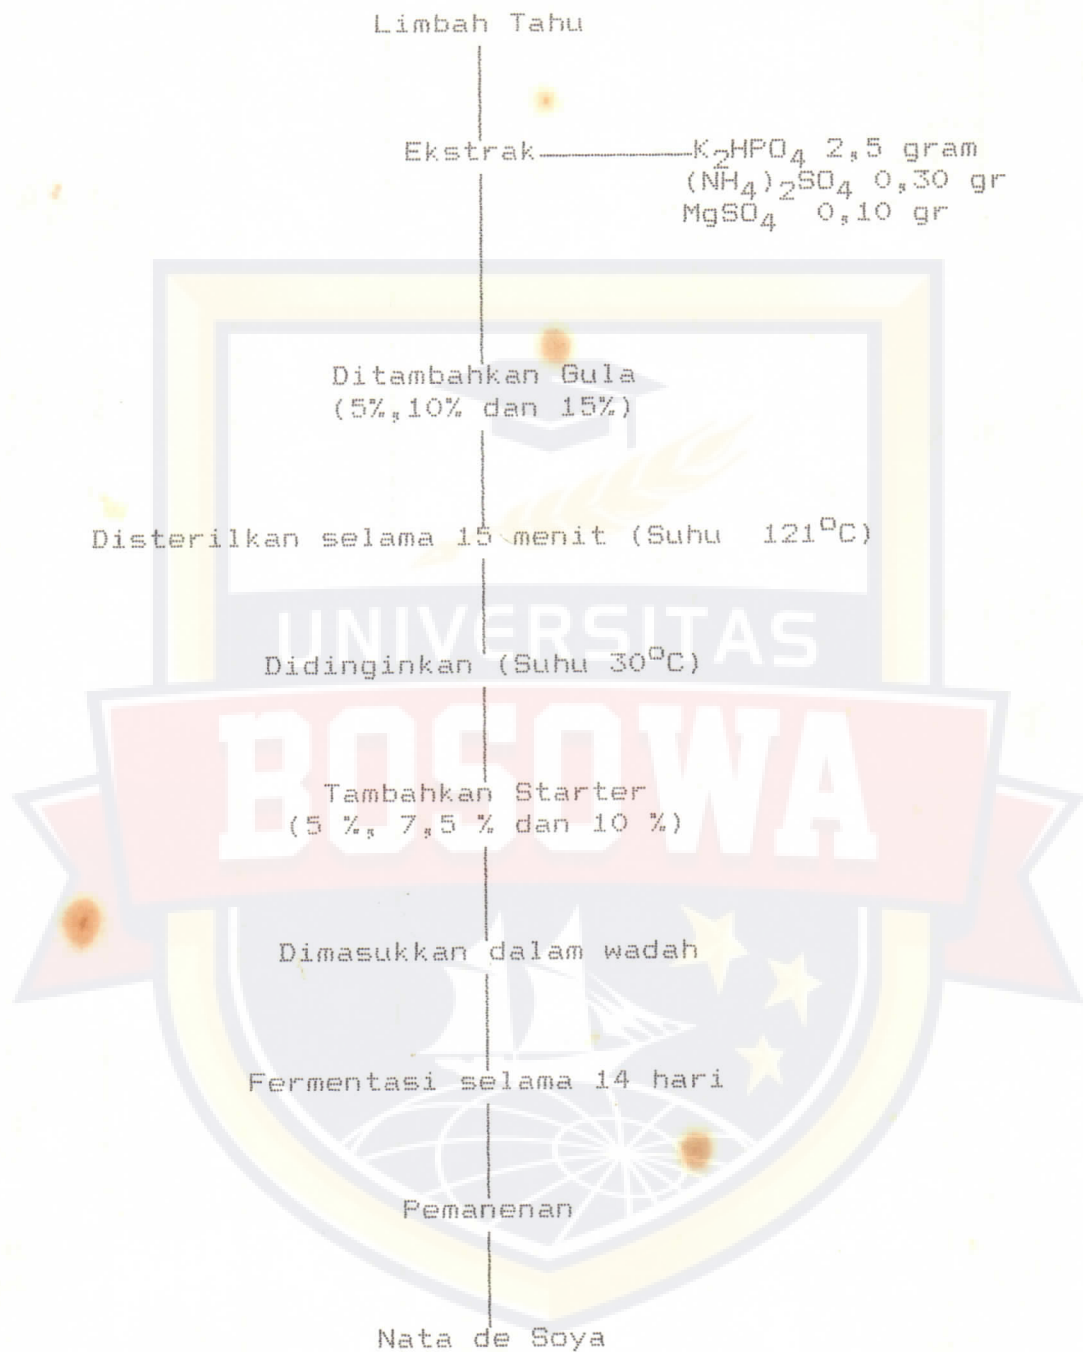 Limbah Tahu
Ekstrak K₂HPO₄ 2,5 gram
(NH₄)₂SO₄ 0,30 gr
MgSO₄ 0,10 gr
Ditambahkan Gula
(5%,10% dan 15%)
Disterilkan selama 15 menit (Suhu 121°C)
UNIVERSITAS
Didinginkan (Suhu 30°C)
BOSOWA
Tambahkan Starter
(5 %, 7,5 % dan 10 %)
Dimasukkan dalam wadah
Fermentasi selama 14 hari
Pemanenan
Nata de Soya